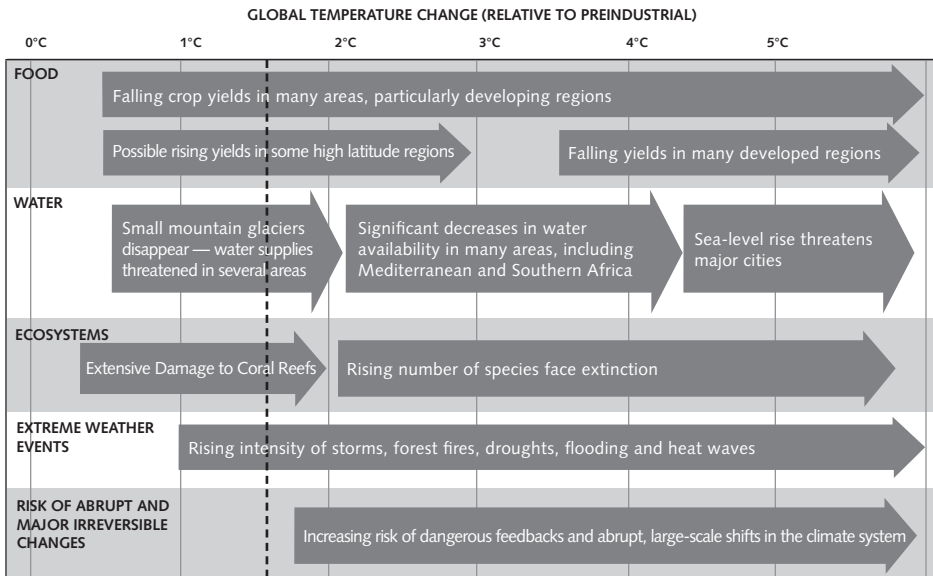 GLOBAL TEMPERATURE CHANGE (RELATIVE TO PREINDUSTRIAL)
0°C 1°C 2°C 3°C 4°C 5°C
FOOD
Falling crop yields in many areas, particularly developing regions
Possible rising yields in some high latitude regions
Falling yields in many developed regions
WATER
Small mountain glaciers
disappear — water supplies
threatened in several areas
Significant decreases in water
availability in many areas, including
Mediterranean and Southern Africa
Sea-level rise threatens
major cities
ECOSYSTEMS
Extensive Damage to Coral Reefs
Rising number of species face extinction
EXTREME WEATHER
EVENTS
Rising intensity of storms, forest fires, droughts, flooding and heat waves
RISK OF ABRUPT AND
MAJOR IRREVERSIBLE
CHANGES
Increasing risk of dangerous feedbacks and abrupt, large-scale shifts in the climate system